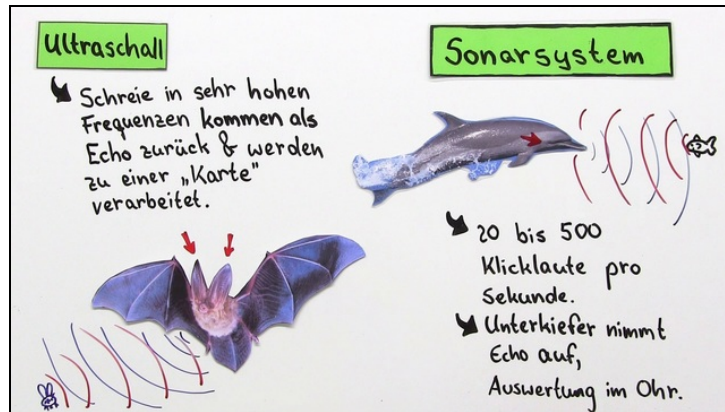 Ultraschall
Schreie in sehr hohen
Frequenzen kommen als
Echo zurück & werden
zu einer „Karte"
verarbeitet.
Sonarsystem
20 bis 500
Klicklaute pro
Sekunde.
Unterkiefer nimmt
Echo auf,
Auswertung im Ohr.